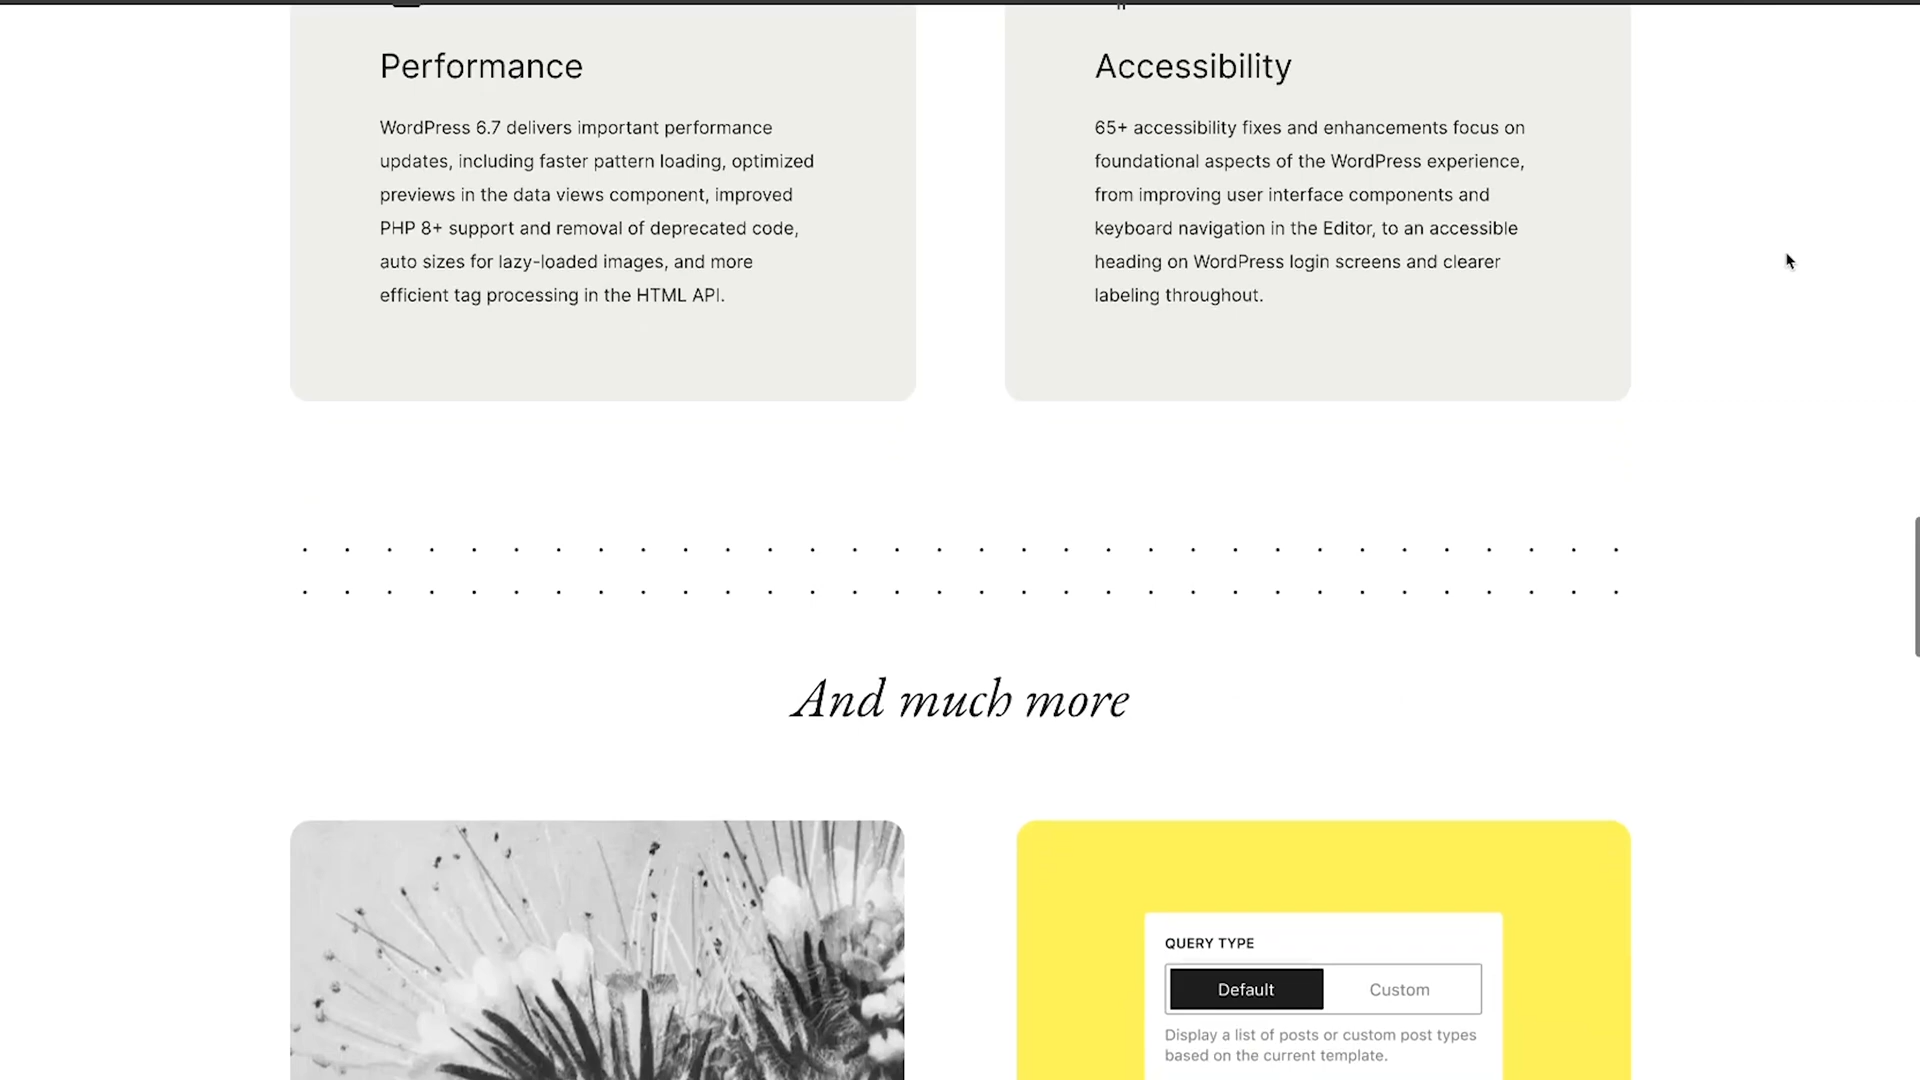 Performance
WordPress 6.7 delivers important performance
updates, including faster pattern loading, optimized
previews in the data views component, improved
PHP 8+ support and removal of deprecated code,
auto sizes for lazy-loaded images, and more
efficient tag processing in the HTML API.
Accessibility
65+ accessibility fixes and enhancements focus on
foundational aspects of the WordPress experience,
from improving user interface components and
keyboard navigation in the Editor, to an accessible
heading on WordPress login screens and clearer
labeling throughout.
And much more
QUERY TYPE
Default
Custom
Display a list of posts or custom post types
based on the current template.